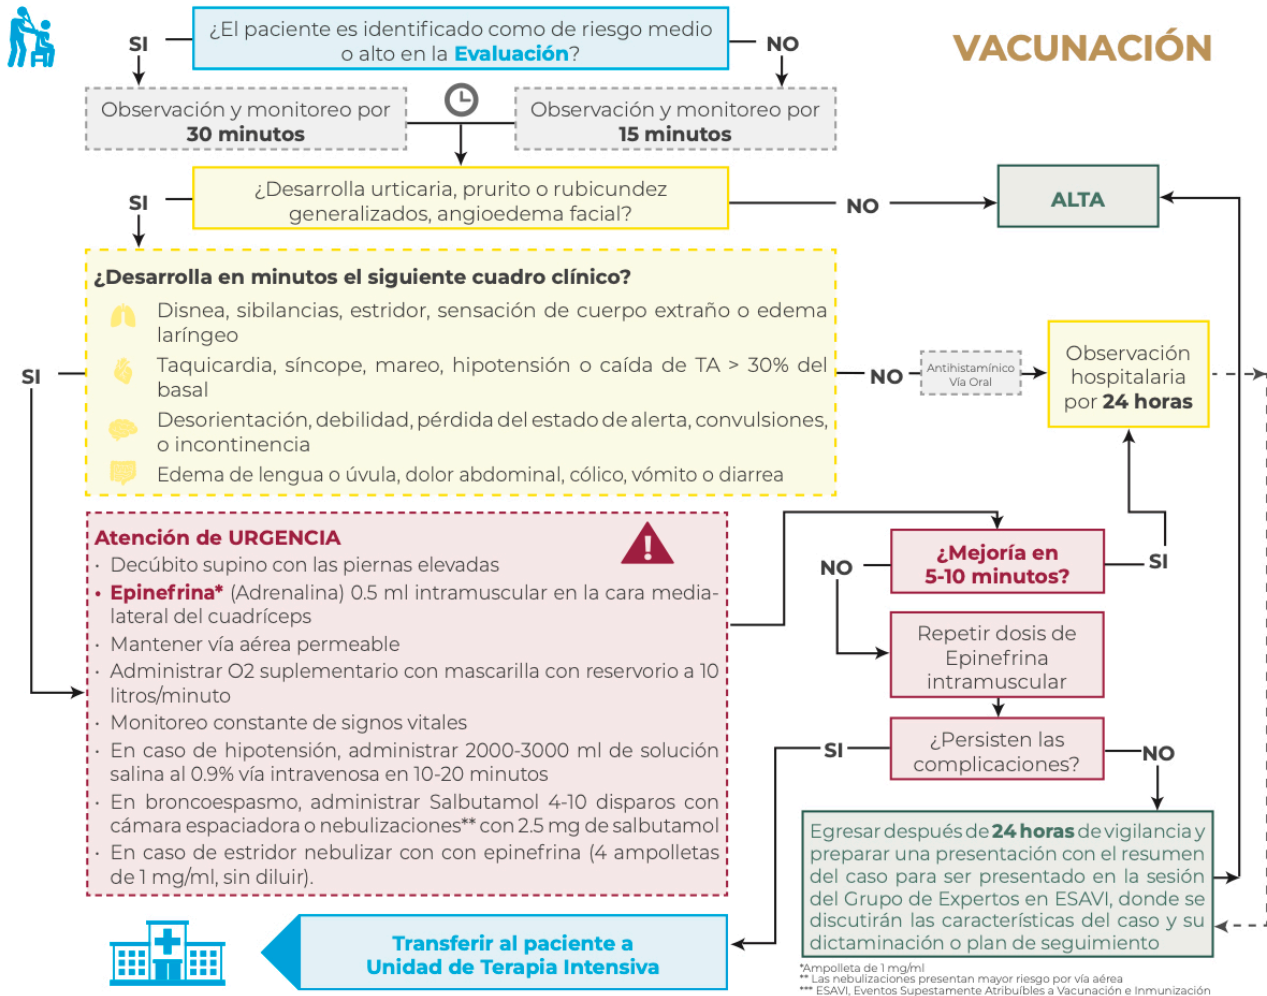 VACUNACIÓN
¿El paciente es identificado como de riesgo medio
o alto en la Evaluación?
SI
NO
Observación y monitoreo por
30 minutos
Observación y monitoreo por
15 minutos
¿Desarrolla urticaria, prurito o rubicundez
generalizados, angioedema facial?
SI
NO
ALTA
¿Desarrolla en minutos el siguiente cuadro clínico?
Disnea, sibilancias, estridor, sensación de cuerpo extraño o edema
laríngeo
Taquicardia, síncope, mareo, hipotensión o caída de TA > 30% del
basal
Desorientación, debilidad, pérdida del estado de alerta, convulsiones,
o incontinencia
Edema de lengua o úvula, dolor abdominal, cólico, vómito o diarrea
SI
NO
Antihistamínico
Vía Oral
Observación
hospitalaria
por 24 horas
Atención de URGENCIA
· Decúbito supino con las piernas elevadas
• Epinefrina* (Adrenalina) 0.5 ml intramuscular en la cara media-
lateral del cuadríceps
· Mantener vía aérea permeable
· Administrar O2 suplementario con mascarilla con reservorio a 10
litros/minuto
· Monitoreo constante de signos vitales
· En caso de hipotensión, administrar 2000-3000 ml de solución
salina al 0.9% vía intravenosa en 10-20 minutos
· En broncoespasmo, administrar Salbutamol 4-10 disparos con
cámara espaciadora o nebulizaciones** con 2.5 mg de salbutamol
· En caso de estridor nebulizar con con epinefrina (4 ampolletas
de 1 mg/ml, sin diluir).
¿Mejoría en
5-10 minutos?
NO
SI
Repetir dosis de
Epinefrina
intramuscular
¿Persisten las
complicaciones?
SI
NO
Egresar después de 24 horas de vigilancia y
preparar una presentación con el resumen
del caso para ser presentado en la sesión
del Grupo de Expertos en ESAVI, donde se
discutirán las características del caso y su
dictaminación o plan de seguimiento
Transferir al paciente a
Unidad de Terapia Intensiva
*Ampolleta de 1 mg/ml
** Las nebulizaciones presentan mayor riesgo por vía aérea
*** ESAVI, Eventos Supestamente Atribuíbles a Vacunación e Inmunización